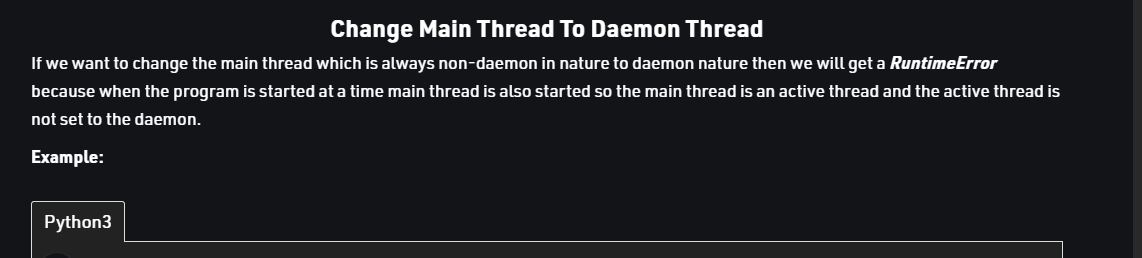 Change Main Thread To Daemon Thread
If we want to change the main thread which is always non-daemon in nature to daemon nature then we will get a RuntimeError
because when the program is started at a time main thread is also started so the main thread is an active thread and the active thread is
not set to the daemon.
Example:
Python3